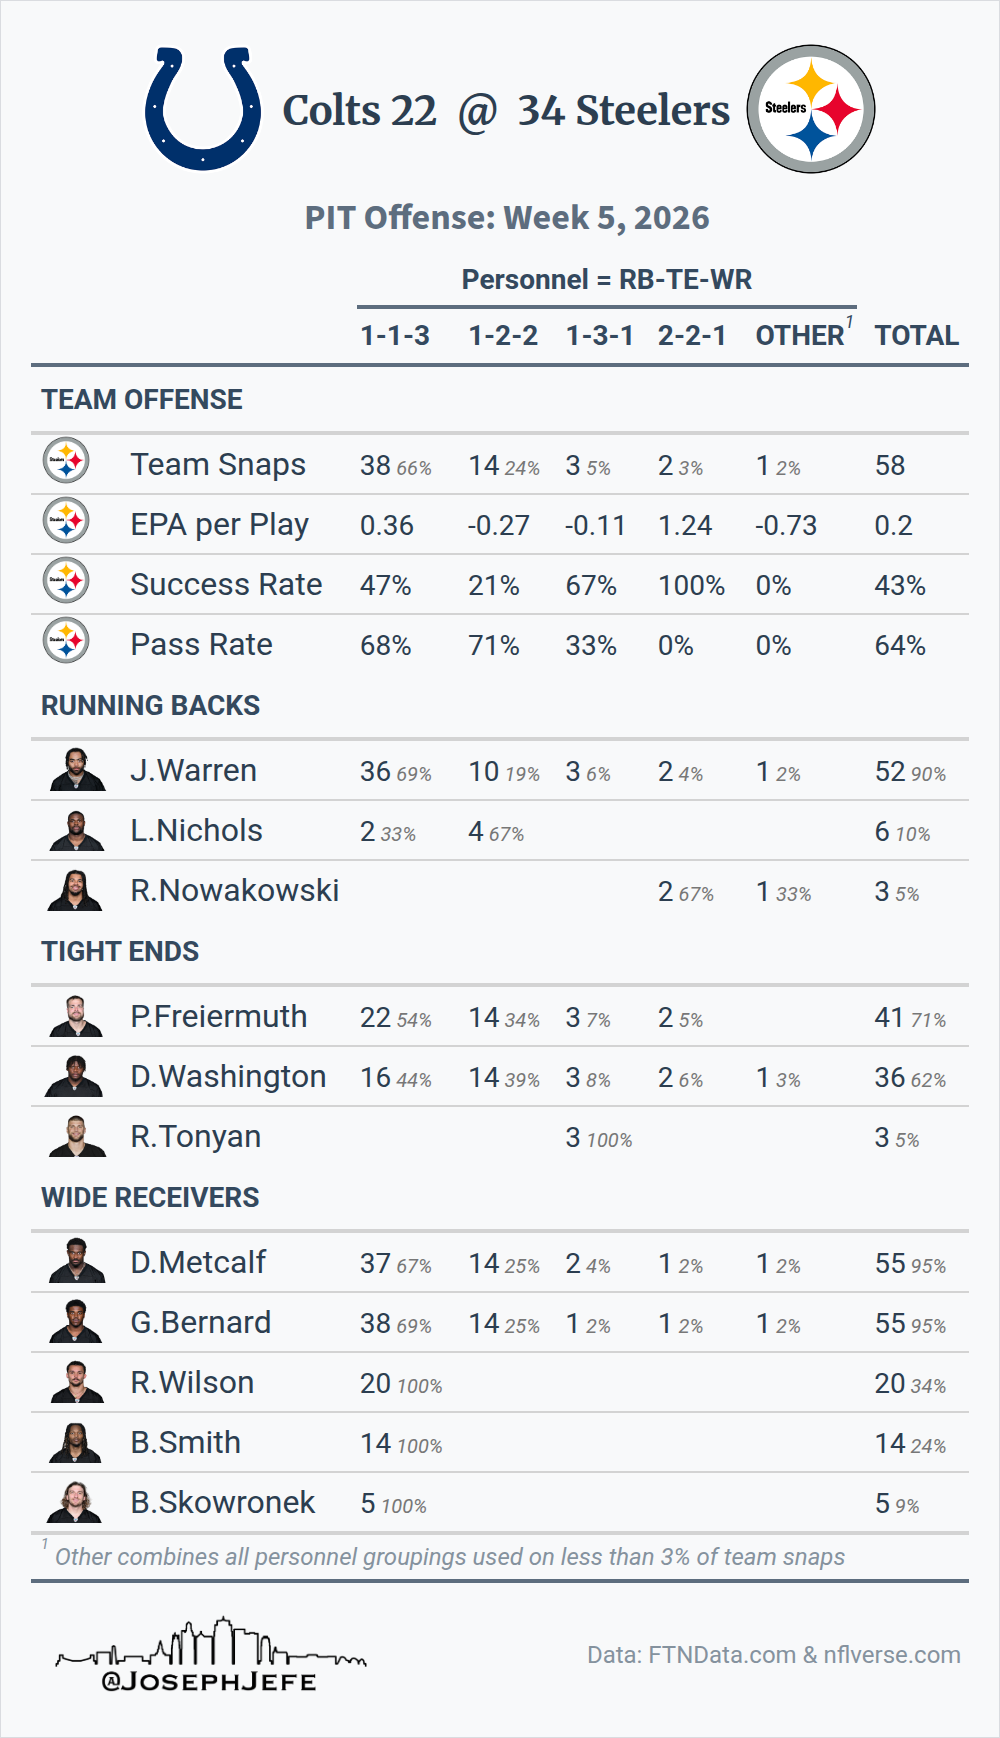 Colts 22 @ 34 Steelers
Steelers
PIT Offense: Week 5, 2026
Personnel = RB-TE-WR
1-1-3 1-2-2 1-3-1 2-2-1 OTHER¹ TOTAL
TEAM OFFENSE
Team Snaps 38 66% 14 24% 3 5% 2 3% 1 2% 58
EPA per Play 0.36 -0.27 -0.11 1.24 -0.73 0.2
Success Rate 47% 21% 67% 100% 0% 43%
Pass Rate 68% 71% 33% 0% 0% 64%
RUNNING BACKS
J.Warren 36 69% 10 19% 3 6% 2 4% 1 2% 52 90%
L.Nichols 2 33% 4 67% 6 10%
R.Nowakowski 2 67% 1 33% 3 5%
TIGHT ENDS
P.Freiermuth 22 54% 14 34% 3 7% 2 5% 41 71%
D.Washington 16 44% 14 39% 3 8% 2 6% 1 3% 36 62%
R.Tonyan 3 100% 3 5%
WIDE RECEIVERS
D.Metcalf 37 67% 14 25% 2 4% 1 2% 1 2% 55 95%
G.Bernard 38 69% 14 25% 1 2% 1 2% 1 2% 55 95%
R.Wilson 20 100% 20 34%
B.Smith 14 100% 14 24%
B.Skowronek 5 100% 5 9%
¹ Other combines all personnel groupings used on less than 3% of team snaps
@JosephJefe
Data: FTNData.com & nflverse.com